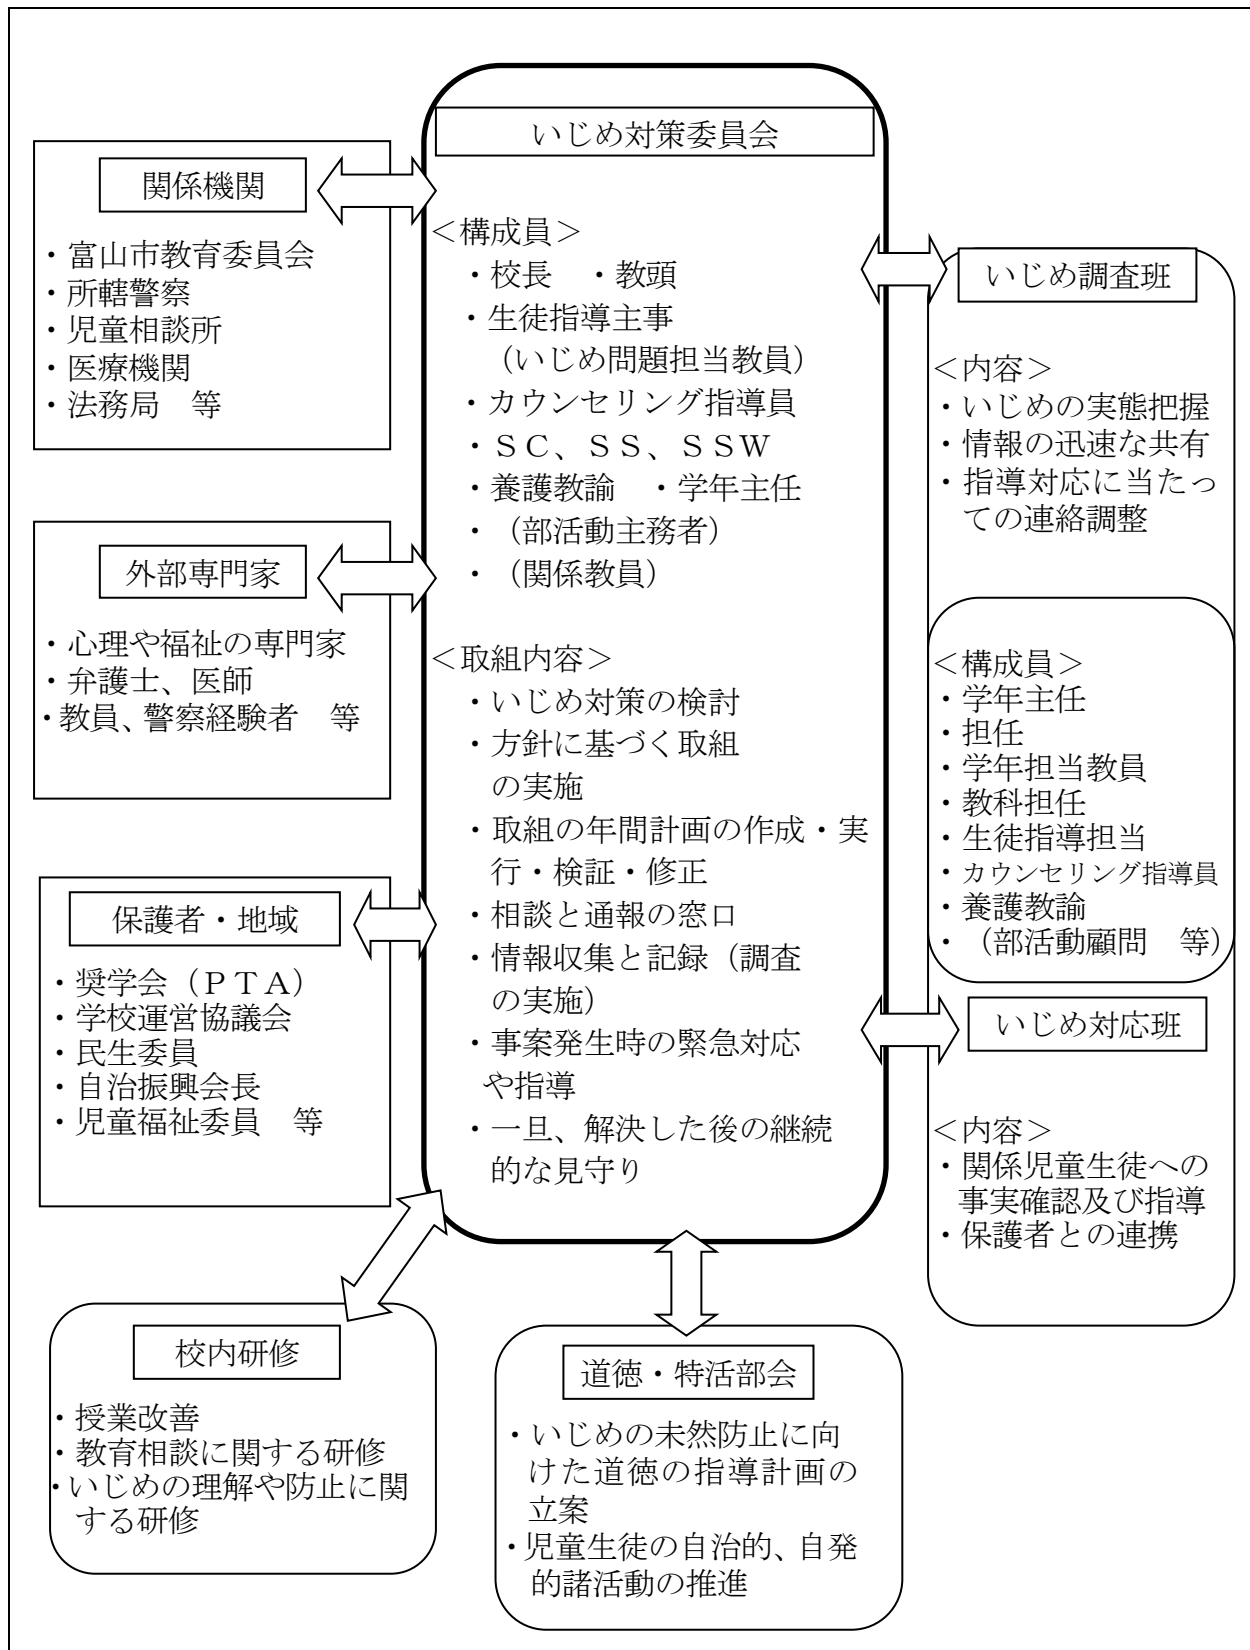 いじめ対策委員会
＜構成員＞
・校長　・教頭
・生徒指導主事
（いじめ問題担当教員）
・カウンセリング指導員
・ＳＣ、ＳＳ、ＳＳＷ
・養護教諭　・学年主任
・（部活動主務者）
・（関係教員）
＜取組内容＞
・いじめ対策の検討
・方針に基づく取組
の実施
・取組の年間計画の作成・実
行・検証・修正
・相談と通報の窓口
・情報収集と記録（調査
の実施）
・事案発生時の緊急対応
や指導
・一旦、解決した後の継続
的な見守り
関係機関
・富山市教育委員会
・所轄警察
・児童相談所
・医療機関
・法務局　等
外部専門家
・心理や福祉の専門家
・弁護士、医師
・教員、警察経験者　等
保護者・地域
・奨学会（ＰＴＡ）
・学校運営協議会
・民生委員
・自治振興会長
・児童福祉委員　等
いじめ調査班
＜内容＞
・いじめの実態把握
・情報の迅速な共有
・指導対応に当たっ
ての連絡調整
＜構成員＞
・学年主任
・担任
・学年担当教員
・教科担任
・生徒指導担当
・カウンセリング指導員
・養護教諭
・（部活動顧問　等）
いじめ対応班
＜内容＞
・関係児童生徒への
事実確認及び指導
・保護者との連携
校内研修
・授業改善
・教育相談に関する研修
・いじめの理解や防止に関
する研修
道徳・特活部会
・いじめの未然防止に向
けた道徳の指導計画の
立案
・児童生徒の自治的、自発
的諸活動の推進